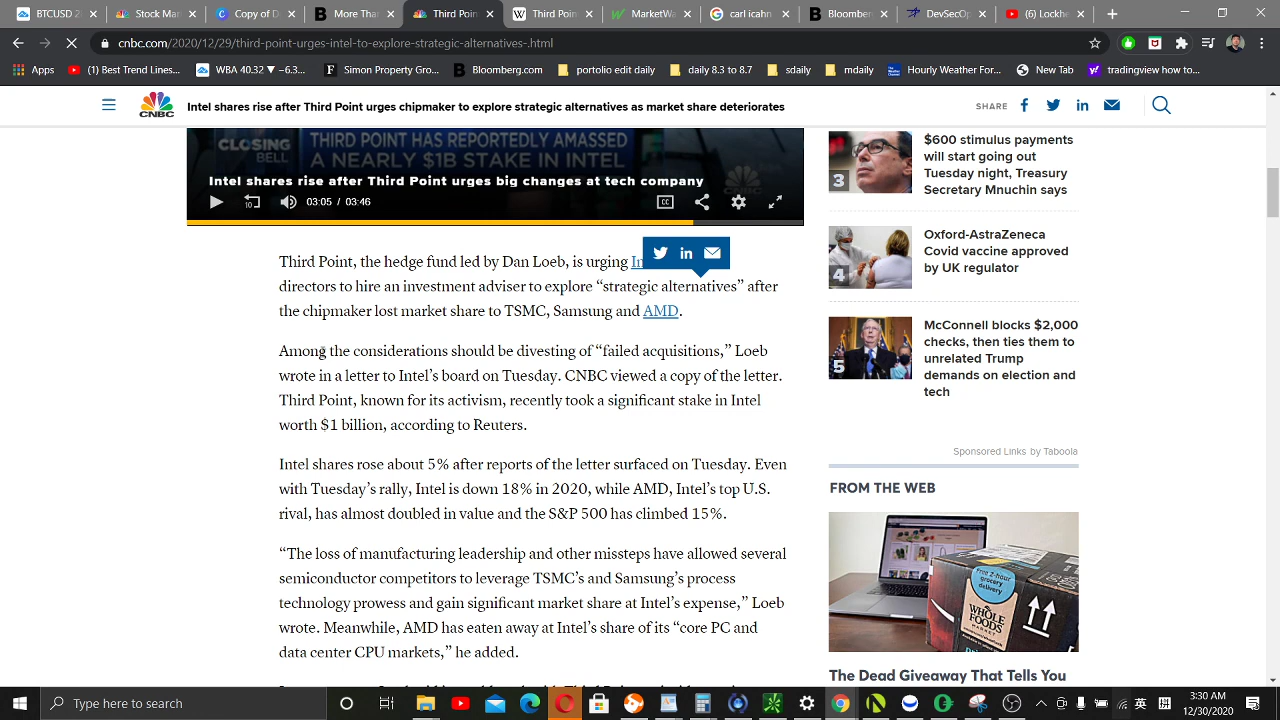 BTCUSD 2
Market S
Third Poin
Third Poin
MarketWa
cartoriahn
Bloomber
American
DeSecO
(6) Loung
cnbc.com/2020/12/29/third-point-urges-intel-to-explore-strategic-alternatives-.html
Apps
(1) Best Trend Lines...
WBA 40.32 ▼ −6.3...
Simon Property Gro...
Bloomberg.com
portolio edit daily
daily 8.3 to 8.7
sdaily
mdaily
Hourly Weather For...
New Tab
tradingview how to...
CNBC
Intel shares rise after Third Point urges chipmaker to explore strategic alternatives as market share deteriorates
SHARE
CLOSING BELL
THIRD POINT HAS REPORTEDLY AMASSED
A NEARLY $1B STAKE IN INTEL
Intel shares rise after Third Point urges big changes at tech company
10
03:05 / 03:46
CC
Third Point, the hedge fund led by Dan Loeb, is urging In
directors to hire an investment adviser to explore “strategic alternatives” after
the chipmaker lost market share to TSMC, Samsung and AMD.
Among the considerations should be divesting of “failed acquisitions,” Loeb
wrote in a letter to Intel’s board on Tuesday. CNBC viewed a copy of the letter.
Third Point, known for its activism, recently took a significant stake in Intel
worth $1 billion, according to Reuters.
Intel shares rose about 5% after reports of the letter surfaced on Tuesday. Even
with Tuesday’s rally, Intel is down 18% in 2020, while AMD, Intel’s top U.S.
rival, has almost doubled in value and the S&P 500 has climbed 15%.
“The loss of manufacturing leadership and other missteps have allowed several
semiconductor competitors to leverage TSMC’s and Samsung’s process
technology prowess and gain significant market share at Intel’s expense,” Loeb
wrote. Meanwhile, AMD has eaten away at Intel’s share of its “core PC and
data center CPU markets,” he added.
3
$600 stimulus payments
will start going out
Tuesday night, Treasury
Secretary Mnuchin says
4
Oxford-AstraZeneca
Covid vaccine approved
by UK regulator
5
McConnell blocks $2,000
checks, then ties them to
unrelated Trump
demands on election and
tech
Sponsored Links by Taboola
FROM THE WEB
Free 2-hour
grocery
delivery
WHOLE
FOODS
MARKET
The Dead Giveaway That Tells You
Type here to search
英
拼
3:30 AM
12/30/2020